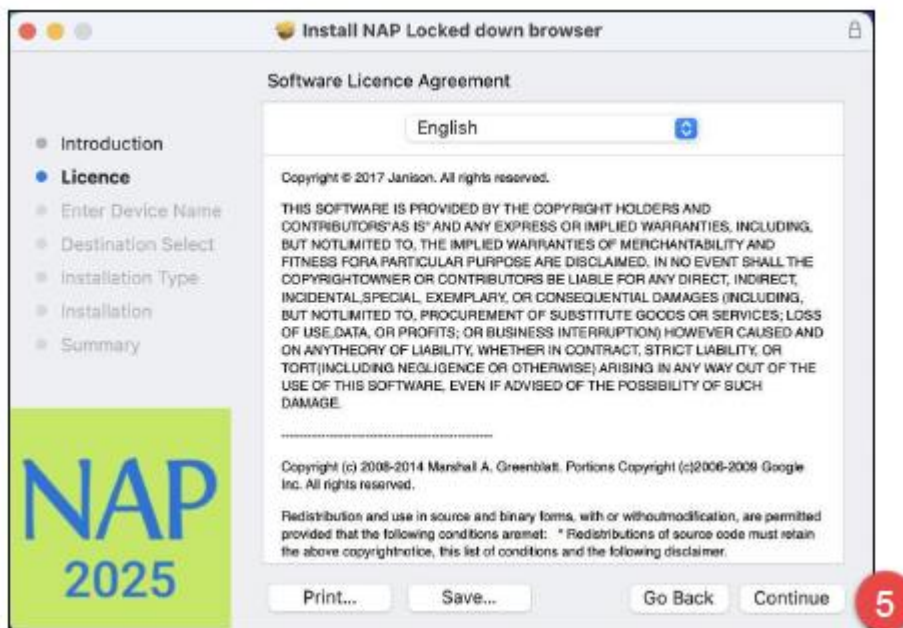 Install NAP Locked down browser
Software Licence Agreement
Introduction
Licence
Enter Device Name
Destination Select
Installation Type
Installation
Summary
NAP
2025
English
Copyright © 2017 Janison. All rights reserved.
THIS SOFTWARE IS PROVIDED BY THE COPYRIGHT HOLDERS AND
CONTRIBUTORS"AS IS" AND ANY EXPRESS OR IMPLIED WARRANTIES, INCLUDING,
BUT NOTLIMITED TO, THE IMPLIED WARRANTIES OF MERCHANTABILITY AND
FITNESS FORA PARTICULAR PURPOSE ARE DISCLAIMED. IN NO EVENT SHALL THE
COPYRIGHTOWNER OR CONTRIBUTORS BE LIABLE FOR ANY DIRECT, INDIRECT,
INCIDENTAL,SPECIAL, EXEMPLARY, OR CONSEQUENTIAL DAMAGES (INCLUDING,
BUT NOTLIMITED TO, PROCUREMENT OF SUBSTITUTE GOODS OR SERVICES; LOSS
OF USE,DATA, OR PROFITS; OR BUSINESS INTERRUPTION) HOWEVER CAUSED AND
ON ANYTHEORY OF LIABILITY, WHETHER IN CONTRACT, STRICT LIABILITY, OR
TORT(INCLUDING NEGLIGENCE OR OTHERWISE) ARISING IN ANY WAY OUT OF THE
USE OF THIS SOFTWARE, EVEN IF ADVISED OF THE POSSIBILITY OF SUCH
DAMAGE.
------------------------------------------------
Copyright (c) 2008-2014 Marshall A. Greenblatt. Portions Copyright (c)2006-2009 Google
Inc. All rights reserved.
Redistribution and use in source and binary forms, with or withoutmodification, are permitted
provided that the following conditions aremet: * Redistributions of source code must retain
the above copyrightnotice, this list of conditions and the following disclaimer.
Print...
Save...
Go Back
Continue
5